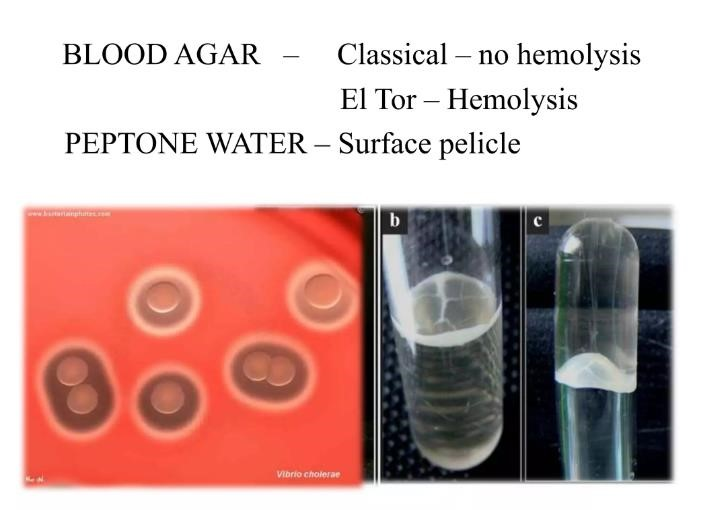 BLOOD AGAR – Classical – no hemolysis
El Tor – Hemolysis
PEPTONE WATER – Surface pelicle
www.bacteriainphotos.com
b
c
Vibrio cholerae